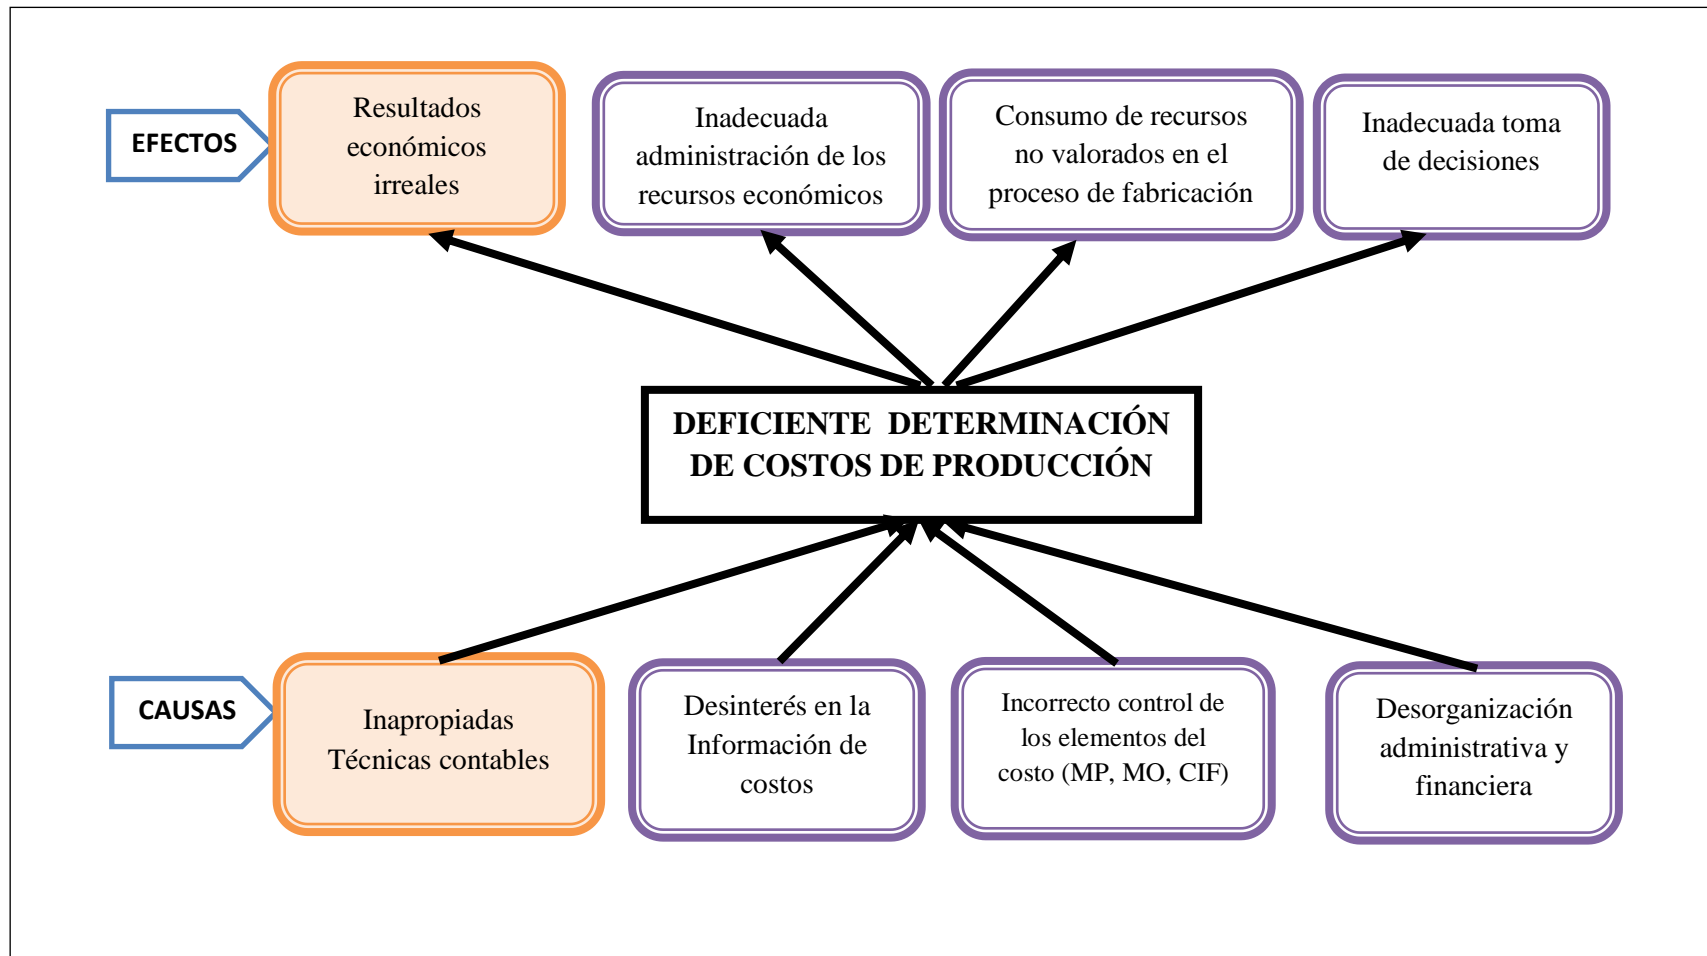 EFECTOS
Resultados
económicos
irreales
Inadecuada
administración de los
recursos económicos
Consumo de recursos
no valorados en el
proceso de fabricación
Inadecuada toma
de decisiones
DEFICIENTE DETERMINACIÓN
DE COSTOS DE PRODUCCIÓN
CAUSAS
Inapropiadas
Técnicas contables
Desinterés en la
Información de
costos
Incorrecto control de
los elementos del
costo (MP, MO, CIF)
Desorganización
administrativa y
financiera